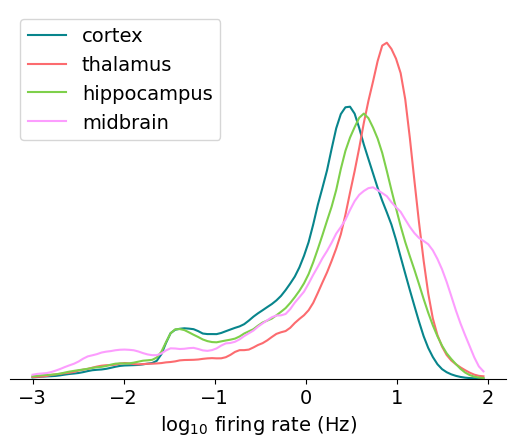 cortex
thalamus
hippocampus
midbrain
−3 −2 −1 0 1 2
log₁₀ firing rate (Hz)